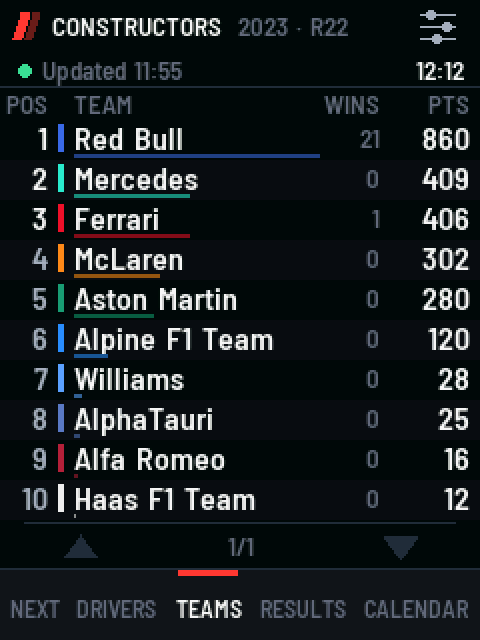 CONSTRUCTORS 2023 · R22
Updated 11:55 12:12
POS TEAM WINS PTS
1 Red Bull 21 860
2 Mercedes 0 409
3 Ferrari 1 406
4 McLaren 0 302
5 Aston Martin 0 280
6 Alpine F1 Team 0 120
7 Williams 0 28
8 AlphaTauri 0 25
9 Alfa Romeo 0 16
10 Haas F1 Team 0 12
1/1
NEXT DRIVERS TEAMS RESULTS CALENDAR